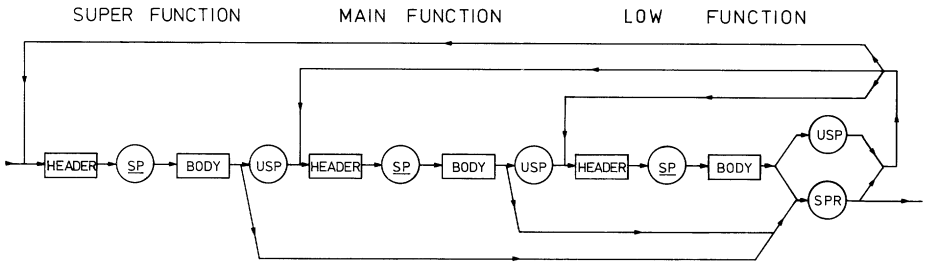 SUPER FUNCTION MAIN FUNCTION LOW FUNCTION
USP
HEADER SP BODY USP HEADER SP BODY USP HEADER SP BODY
SPR